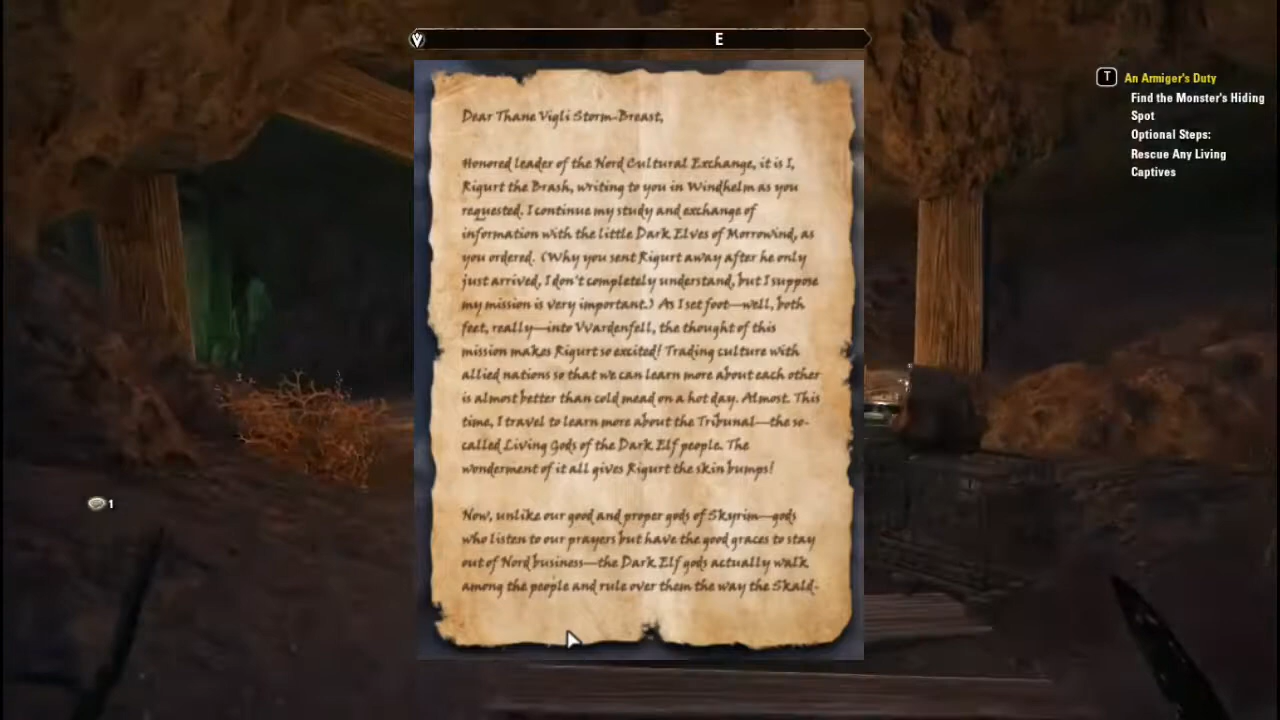 E
Dear Thane Vigli Storm-Breast,
Honored leader of the Nord Cultural Exchange, it is I,
Rigurt the Brash, writing to you in Windhelm as you
requested. I continue my study and exchange of
information with the little Dark Elves of Morrowind, as
you ordered. (Why you sent Rigurt away after he only
just arrived, I don't completely understand, but I suppose
my mission is very important.) As I set foot—well, both
feet, really—into Vvardenfell, the thought of this
mission makes Rigurt so excited! Trading culture with
allied nations so that we can learn more about each other
is almost better than cold mead on a hot day. Almost. This
time, I travel to learn more about the Tribunal—the so-
called Living Gods of the Dark Elf people. The
wonderment of it all gives Rigurt the skin bumps!
Now, unlike our good and proper gods of Skyrim—gods
who listen to our prayers but have the good graces to stay
out of Nord business—the Dark Elf gods actually walk
among the people and rule over them the way the Skald-
T An Armiger's Duty
Find the Monster's Hiding
Spot
Optional Steps:
Rescue Any Living
Captives
1